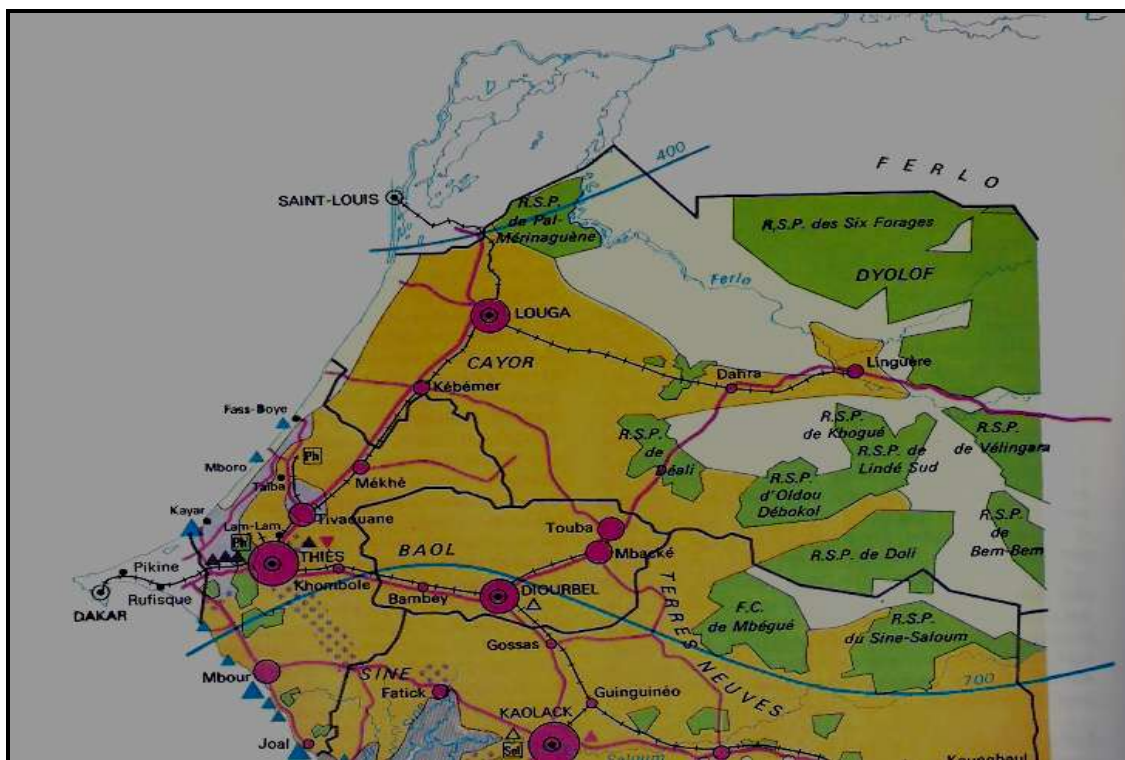 400
FERLO
SAINT-LOUIS
R.S.P.
de Pal-
Mérinaguène
R.S.P. des Six Forages
DYOLOF
Ferlo
LOUGA
CAYOR
Linguère
Dahra
Kébémer
Fass-Boye
R.S.P.
de Déali
R.S.P.
de Kbogué
R.S.P. de
Lindé Sud
R.S.P.
de Vélingara
Mboro
Ph
Taïba
Mékhé
R.S.P.
d'Oldou
Débokol
Kayar
Lam-Lam
Tivaouane
Touba
R.S.P.
de
Bem-Bem
Ph
THIÈS
BAOL
Mbacké
R.S.P. de Doli
Pikine
Khombole
DAKAR
Rufisque
Bambey
DIOURBEL
TERRES NEUVES
F.C.
de Mbégué
R.S.P.
du Sine-Saloum
Gossas
Mbour
SINE
Fatick
Guinguinéo
700
KAOLACK
Joal
Sel
Saloum